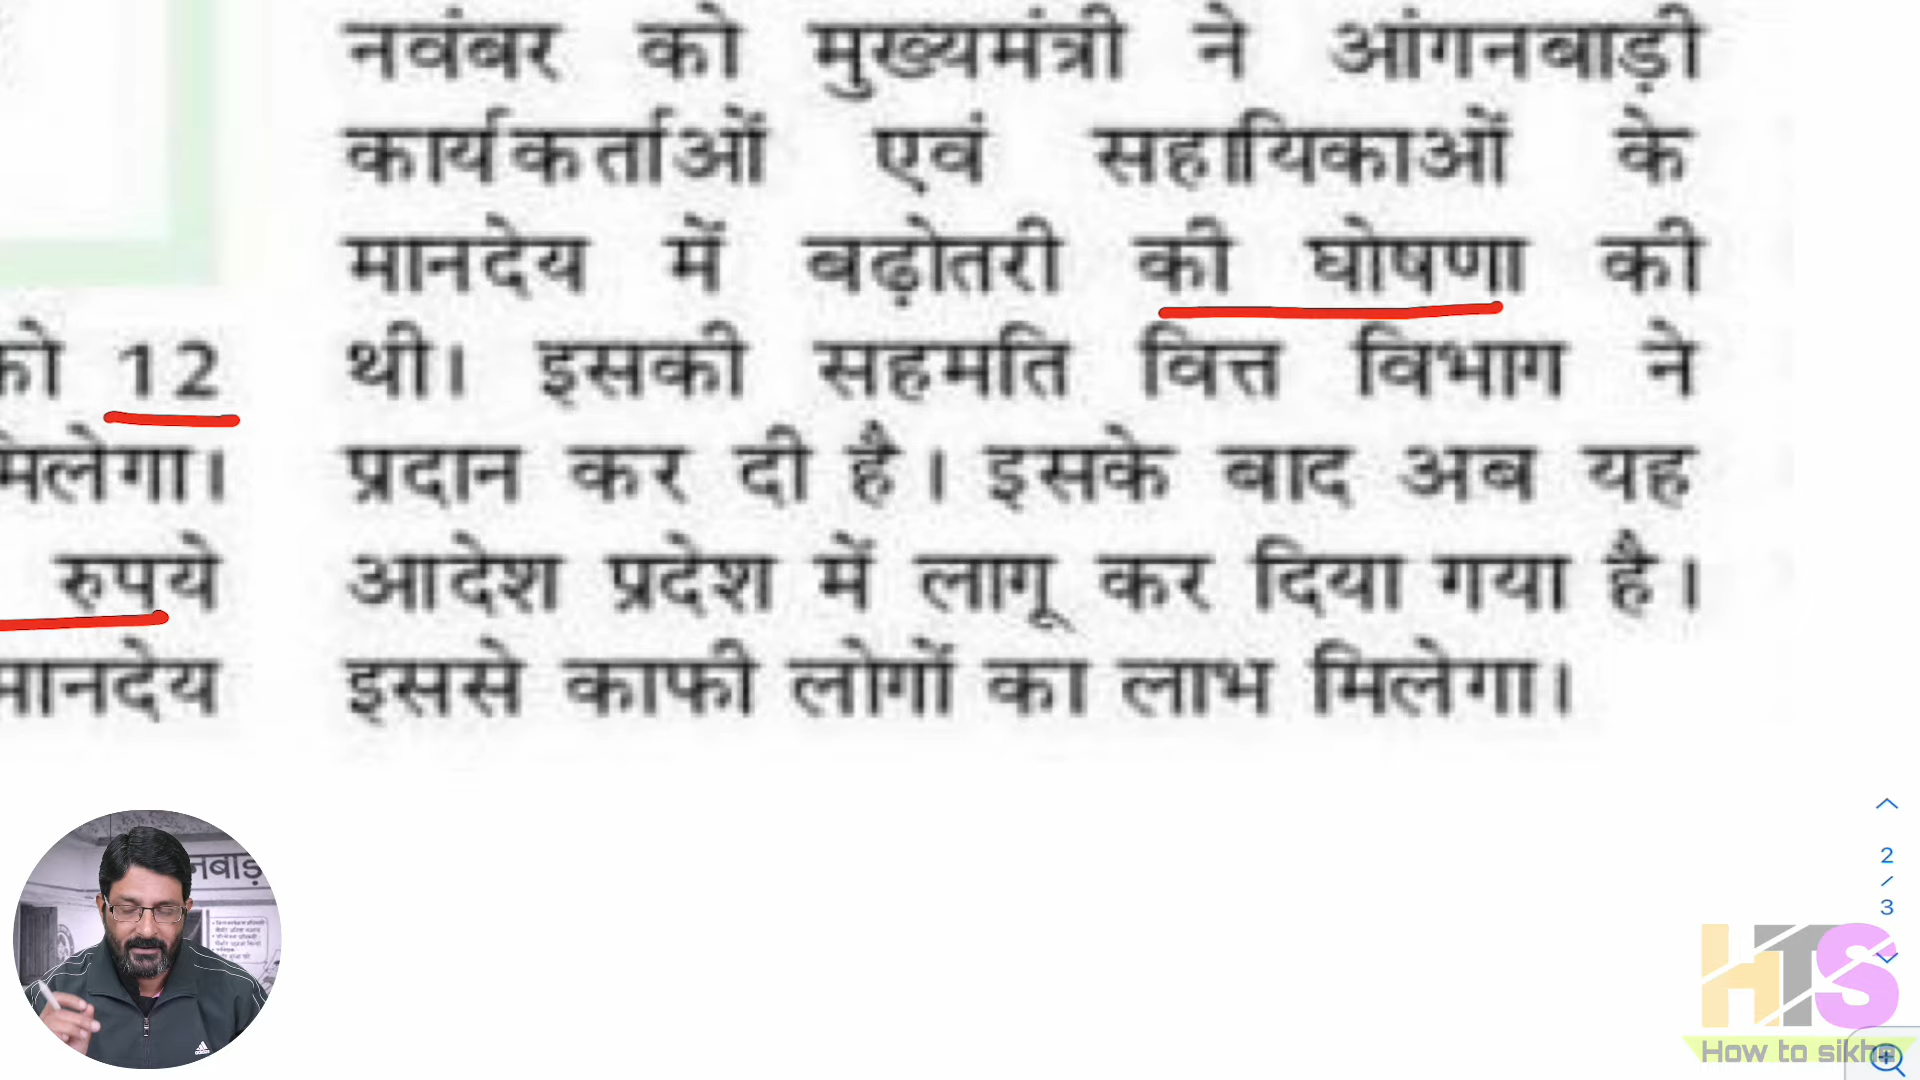 को 12
मिलेगा।
रुपये
मानदेय
नवंबर को मुख्यमंत्री ने आंगनबाड़ी
कार्यकर्ताओं एवं सहायिकाओं के
मानदेय में बढ़ोतरी की घोषणा की
थी। इसकी सहमति वित्त विभाग ने
प्रदान कर दी है। इसके बाद अब यह
आदेश प्रदेश में लागू कर दिया गया है।
इससे काफी लोगों का लाभ मिलेगा।
2
/
3
HTS
How to sikhe